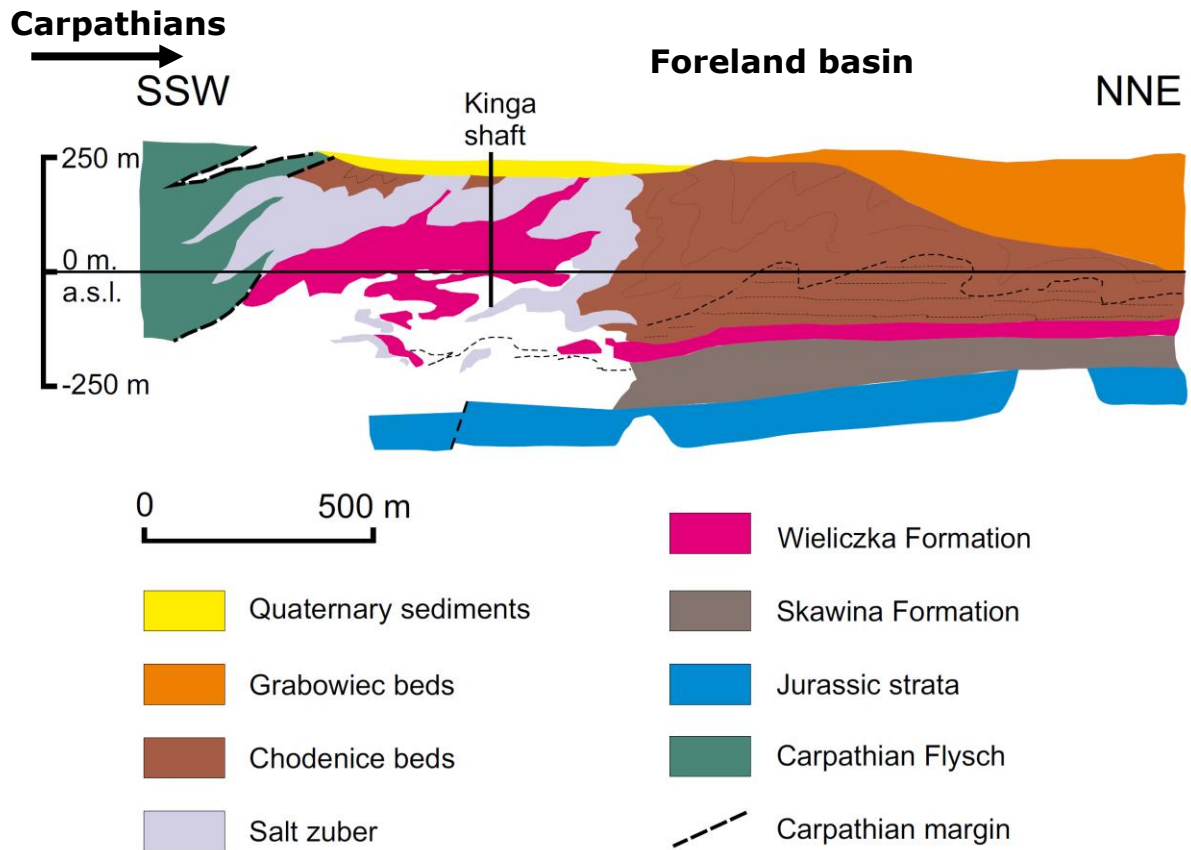 Carpathians
Foreland basin
SSW
NNE
Kinga
shaft
250 m
0 m.
a.s.l.
-250 m
0
500 m
Quaternary sediments
Grabowiec beds
Chodenice beds
Salt zuber
Wieliczka Formation
Skawina Formation
Jurassic strata
Carpathian Flysch
Carpathian margin